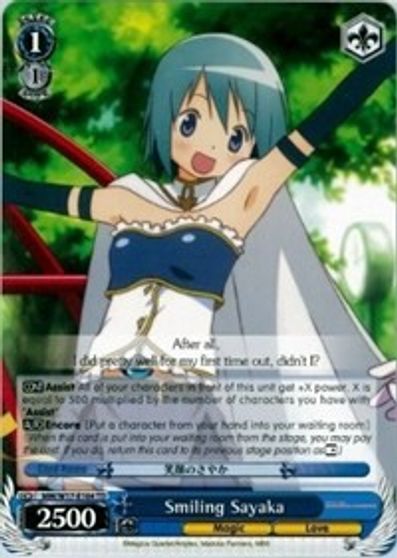 1
1
After all,
I did pretty well for my first time out, didn't I?
CONT Assist All of your characters in front of this unit get +X power. X is
equal to 500 multiplied by the number of characters you have with
"Assist"
AUTO Encore [Put a character from your hand into your waiting room]
(When this card is put into your waiting room from the stage, you may pay
the cost. If you do, return this card to its previous stage position as
Card Name 笑顔のさやか
2500
Smiling Sayaka
Magic Love